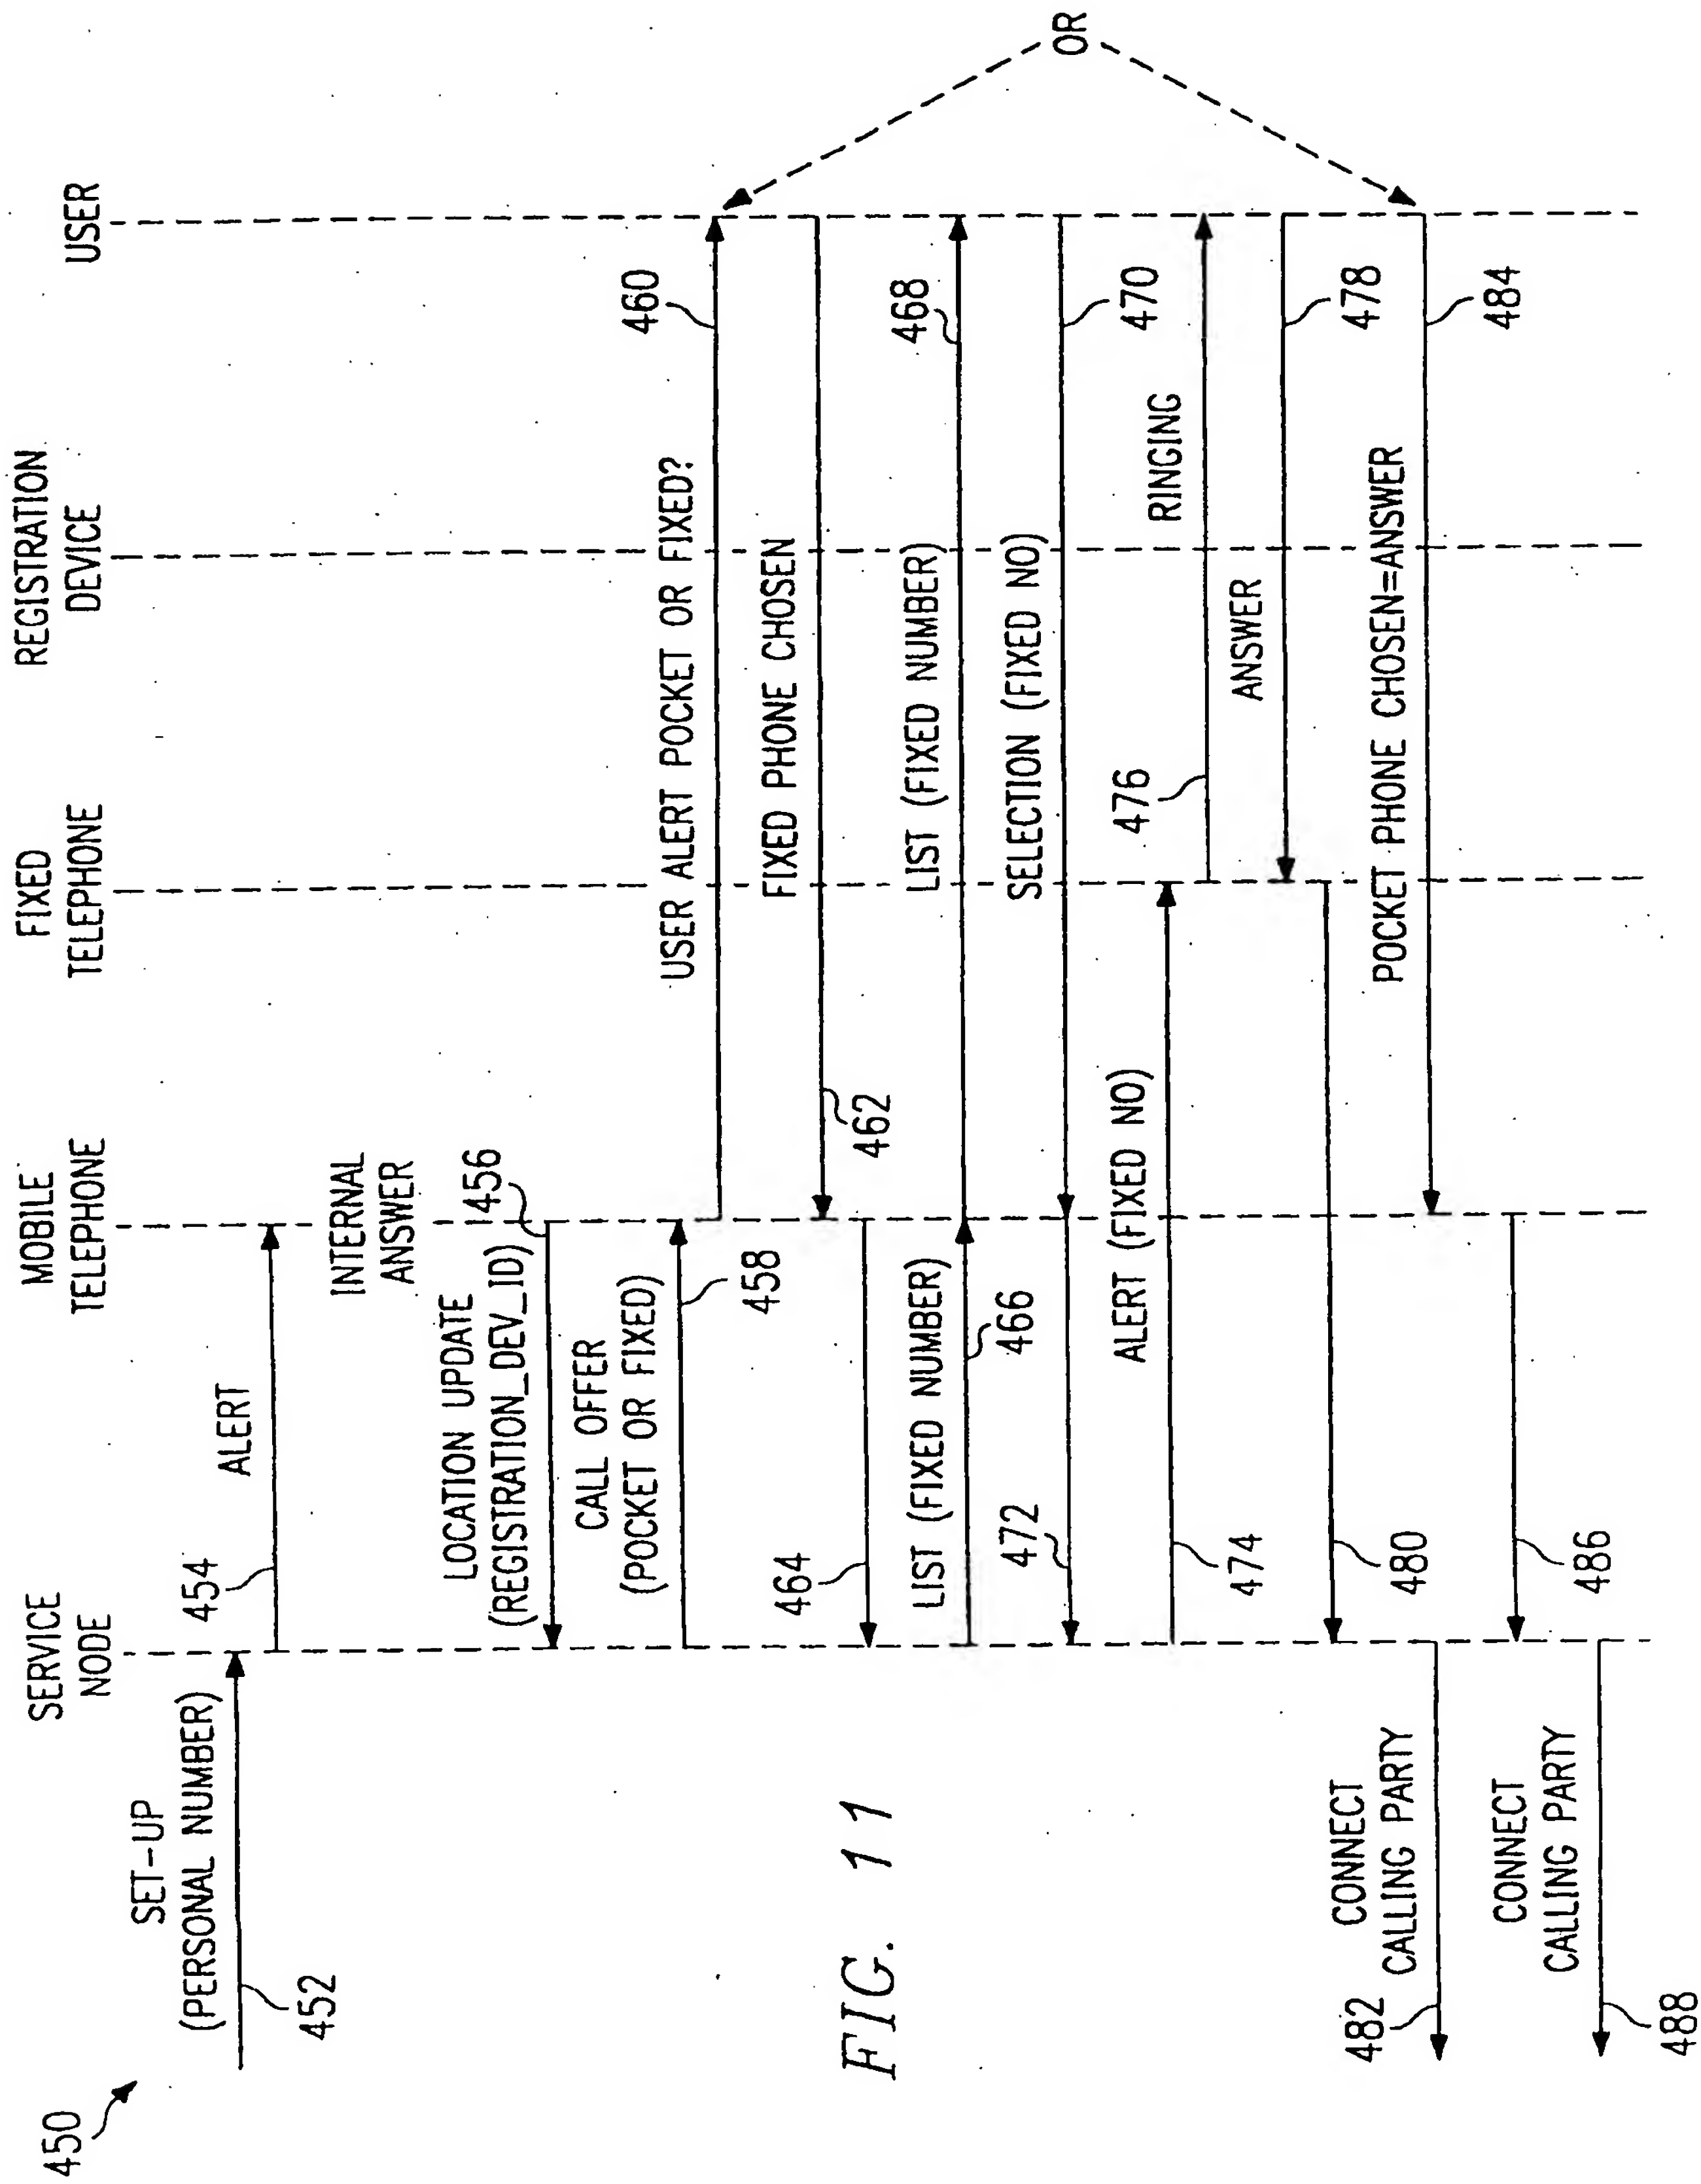 450
SERVICE
NODE
MOBILE
TELEPHONE
FIXED
TELEPHONE
REGISTRATION
DEVICE
USER
SET-UP
(PERSONAL NUMBER)
452
454
ALERT
INTERNAL
ANSWER
456
LOCATION UPDATE
(REGISTRATION_DEV_ID)
CALL OFFER
(POCKET OR FIXED)
458
USER ALERT POCKET OR FIXED?
460
FIXED PHONE CHOSEN
462
464
LIST (FIXED NUMBER)
466
LIST (FIXED NUMBER)
468
SELECTION (FIXED NO)
470
472
ALERT (FIXED NO)
474
476
RINGING
ANSWER
478
480
CONNECT
CALLING PARTY
482
OR
POCKET PHONE CHOSEN=ANSWER
484
486
CONNECT
CALLING PARTY
488
FIG. 11